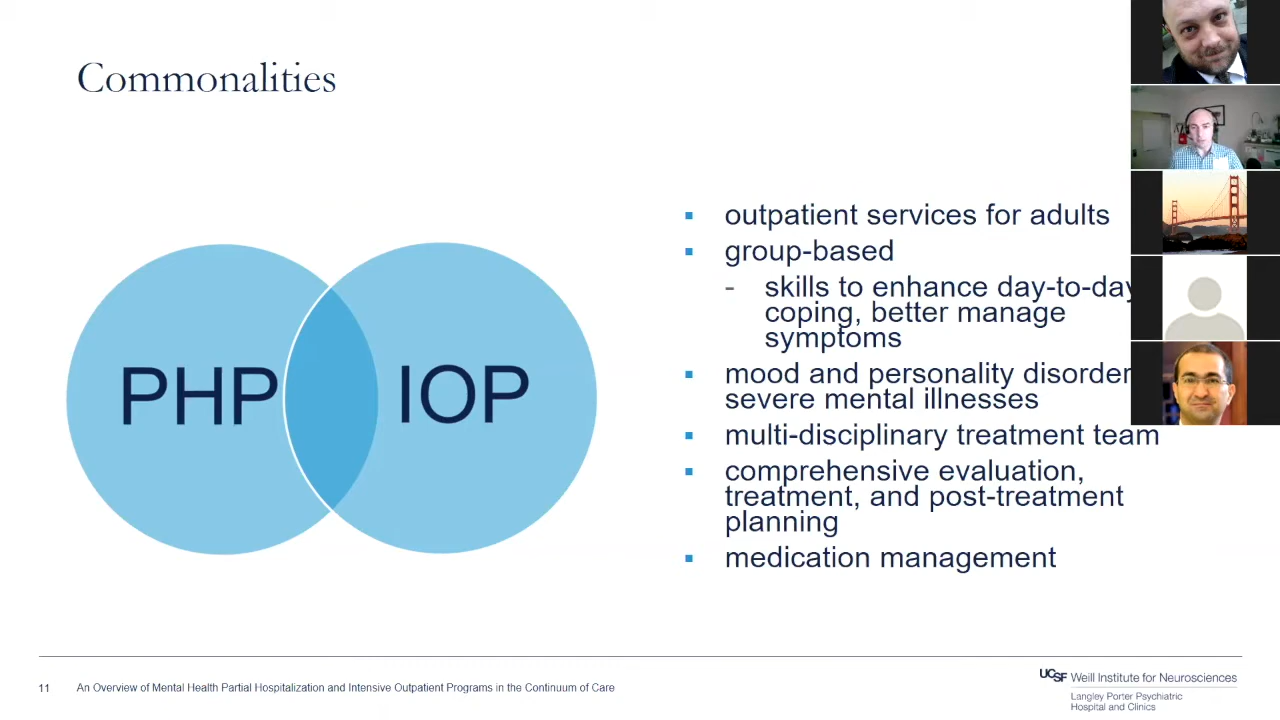 Commonalities
PHP
IOP
▪ outpatient services for adults
▪ group-based
- skills to enhance day-to-day
coping, better manage
symptoms
▪ mood and personality disorder
severe mental illnesses
▪ multi-disciplinary treatment team
▪ comprehensive evaluation,
treatment, and post-treatment
planning
▪ medication management
11 An Overview of Mental Health Partial Hospitalization and Intensive Outpatient Programs in the Continuum of Care
UCSF Weill Institute for Neurosciences
Langley Porter Psychiatric
Hospital and Clinics